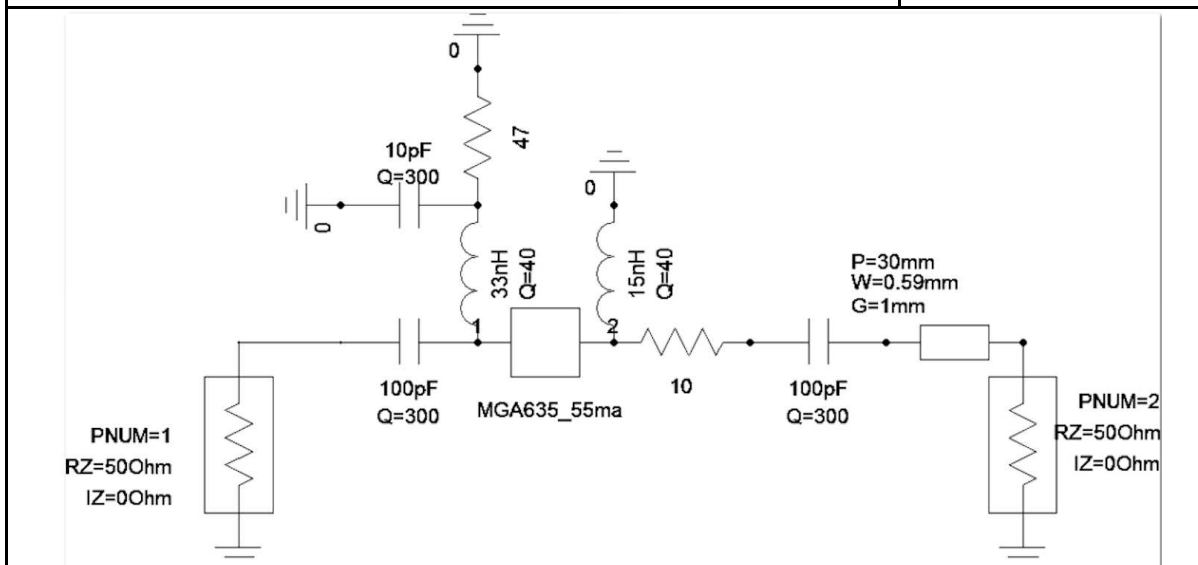 0
47
10pF
Q=300
0
0
33nH
Q=40
15nH
Q=40
P=30mm
W=0.59mm
G=1mm
1
2
100pF
Q=300
MGA635_55ma
10
100pF
Q=300
PNUM=1
RZ=50Ohm
IZ=0Ohm
PNUM=2
RZ=50Ohm
IZ=0Ohm